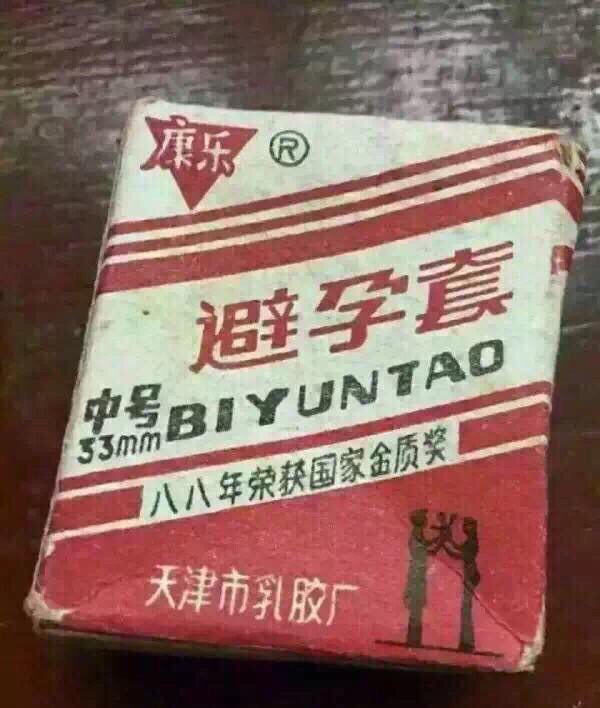 康乐 ®
避孕套
中号
33mm
BIYUNTAO
八八年荣获国家金质奖
天津市乳胶厂